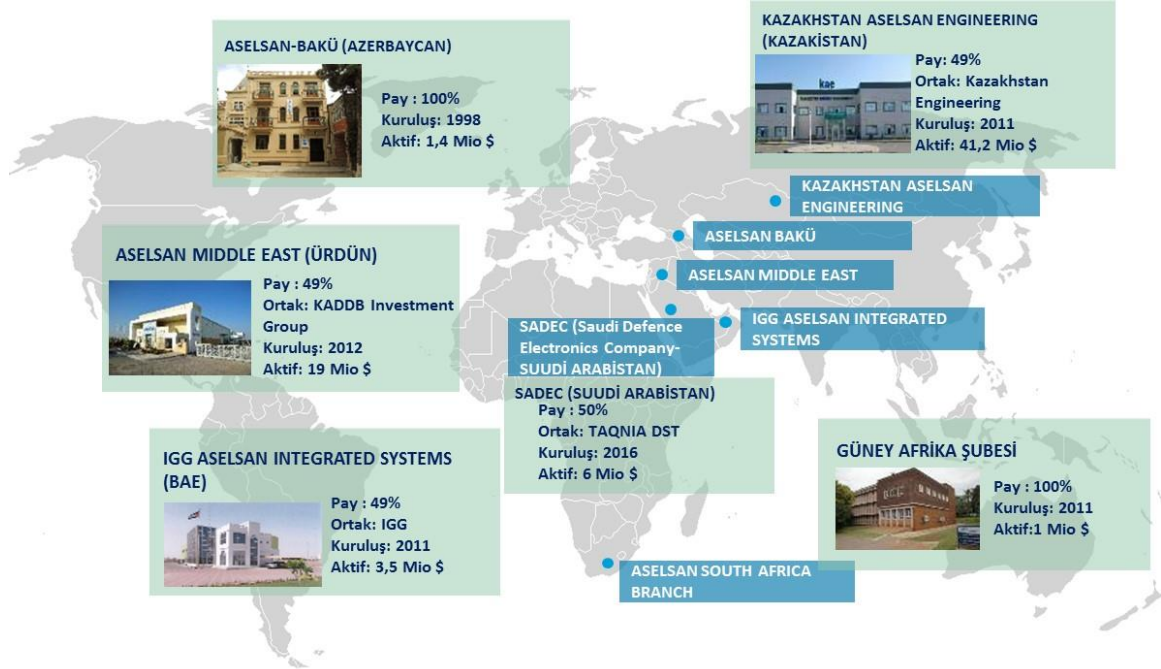 ASELSAN-BAKÜ (AZERBAYCAN)
Pay : 100%
Kuruluş: 1998
Aktif: 1,4 Mio $
KAZAKHSTAN ASELSAN ENGINEERING
(KAZAKİSTAN)
kae
Pay: 49%
Ortak: Kazakhstan
Engineering
Kuruluş: 2011
Aktif: 41,2 Mio $
KAZAKHSTAN ASELSAN
ENGINEERING
ASELSAN BAKÜ
ASELSAN MIDDLE EAST
IGG ASELSAN INTEGRATED
SYSTEMS
ASELSAN MIDDLE EAST (ÜRDÜN)
Pay : 49%
Ortak: KADDB Investment
Group
Kuruluş: 2012
Aktif: 19 Mio $
SADEC (Saudi Defence
Electronics Company-
SUUDİ ARABİSTAN)
SADEC (SUUDİ ARABİSTAN)
Pay : 50%
Ortak: TAQNIA DST
Kuruluş: 2016
Aktif: 6 Mio $
IGG ASELSAN INTEGRATED SYSTEMS
(BAE)
Pay : 49%
Ortak: IGG
Kuruluş: 2011
Aktif: 3,5 Mio $
GÜNEY AFRİKA ŞUBESİ
Pay : 100%
Kuruluş: 2011
Aktif:1 Mio $
ASELSAN SOUTH AFRICA
BRANCH